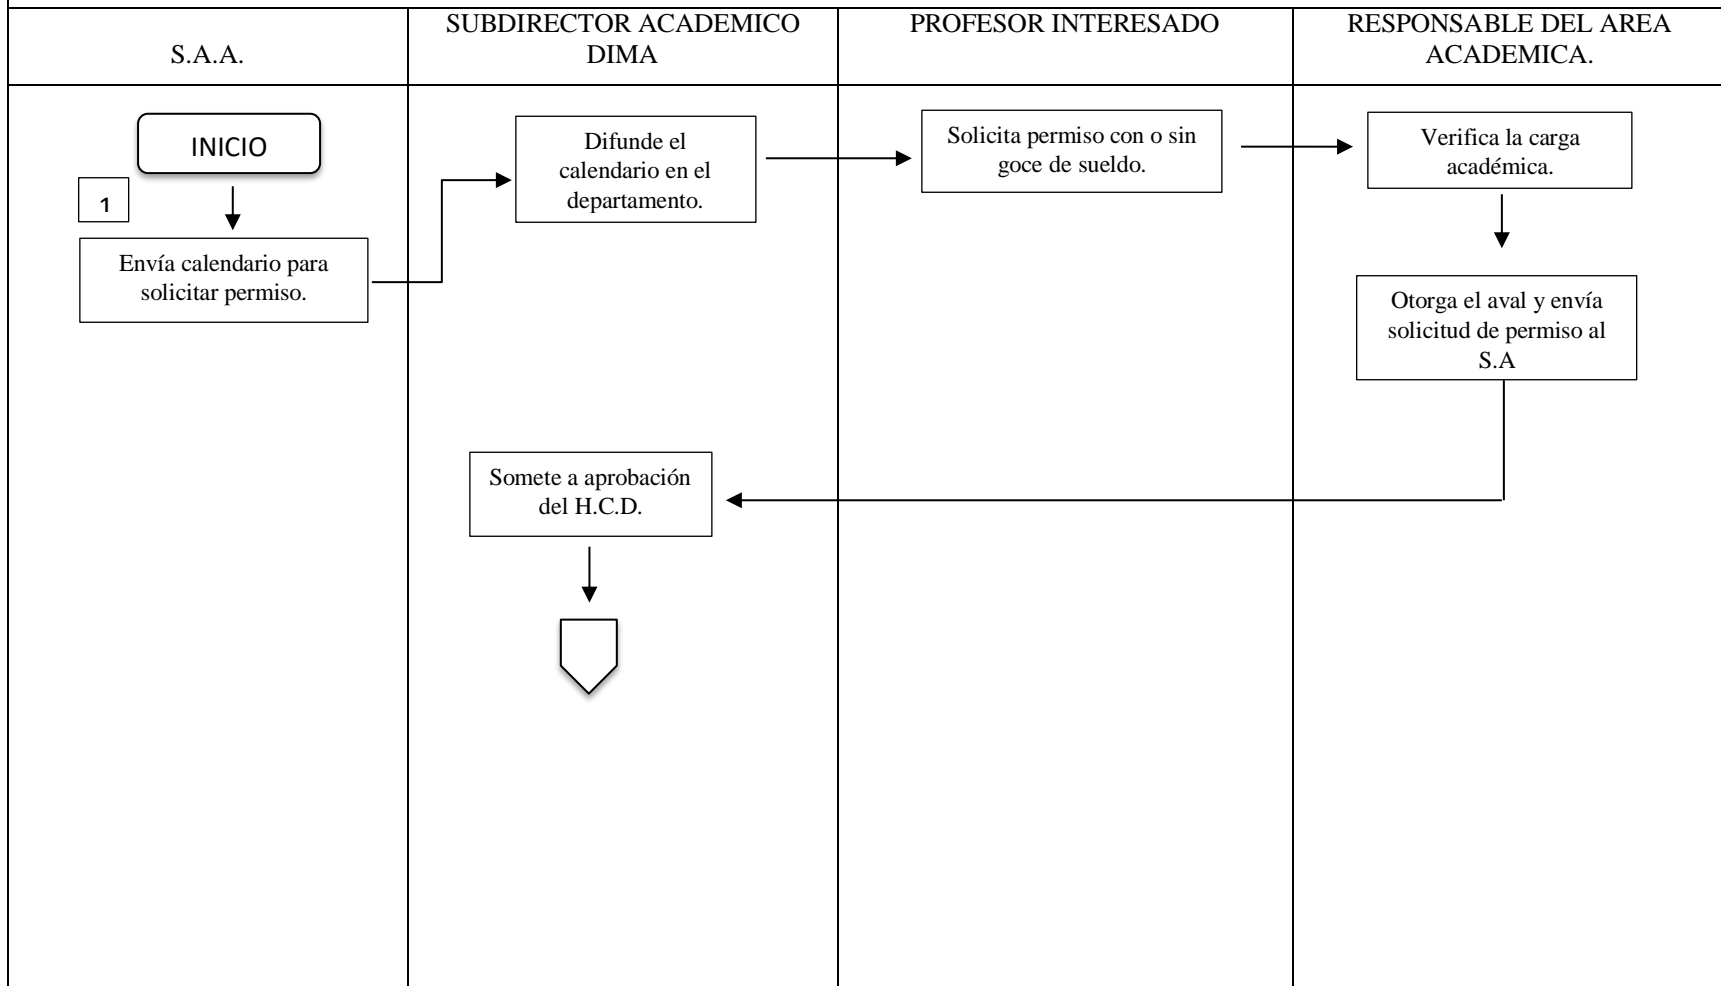 S.A.A.
SUBDIRECTOR ACADEMICO
DIMA
PROFESOR INTERESADO
RESPONSABLE DEL AREA
ACADEMICA.
INICIO
1
Envía calendario para
solicitar permiso.
Difunde el
calendario en el
departamento.
Solicita permiso con o sin
goce de sueldo.
Verifica la carga
académica.
Otorga el aval y envía
solicitud de permiso al
S.A
Somete a aprobación
del H.C.D.